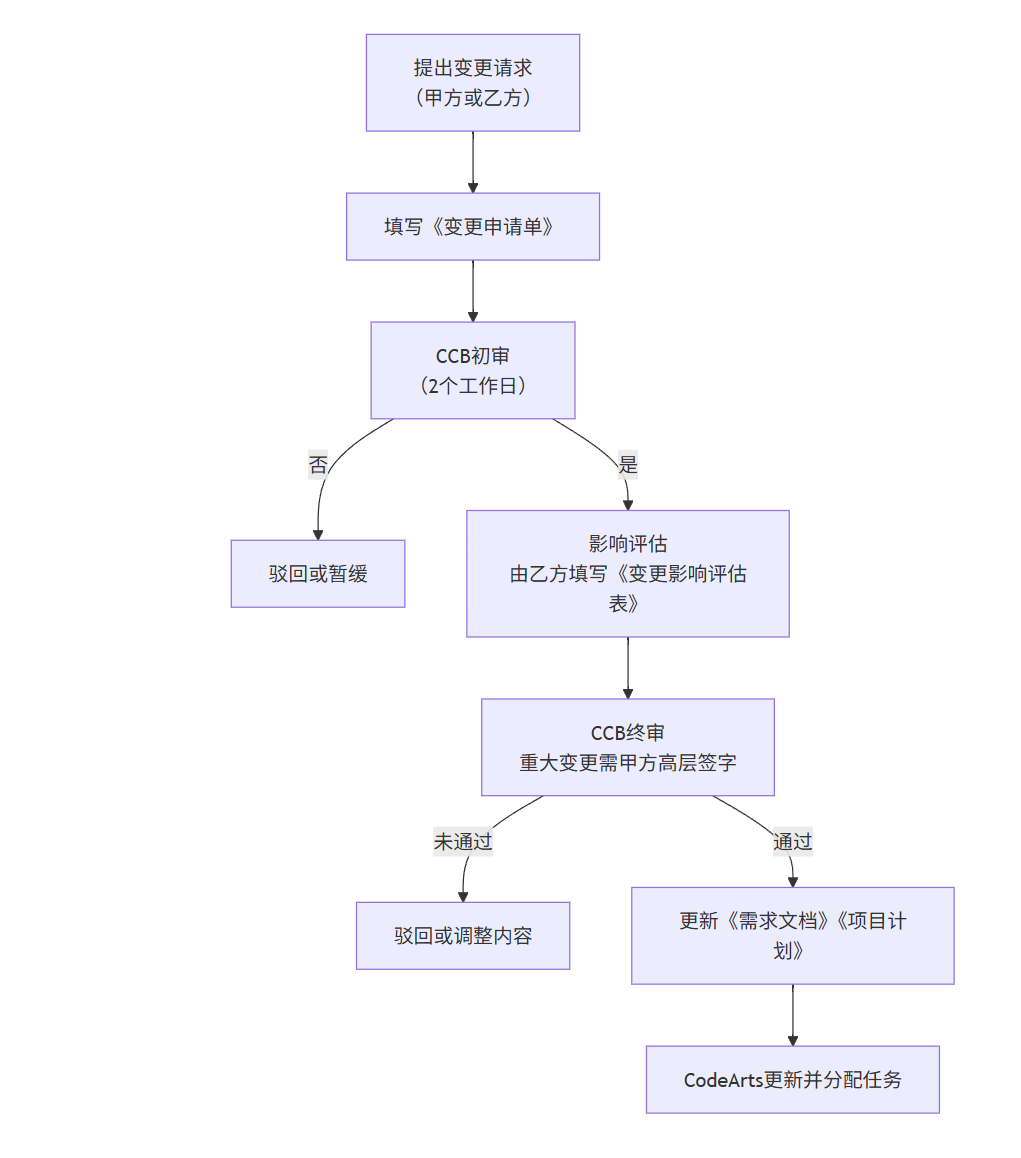 提出变更请求
（甲方或乙方）
填写《变更申请单》
CCB初审
（2个工作日）
否
是
驳回或暂缓
影响评估
由乙方填写《变更影响评估
表》
CCB终审
重大变更需甲方高层签字
未通过
通过
驳回或调整内容
更新《需求文档》《项目计
划》
CodeArts更新并分配任务